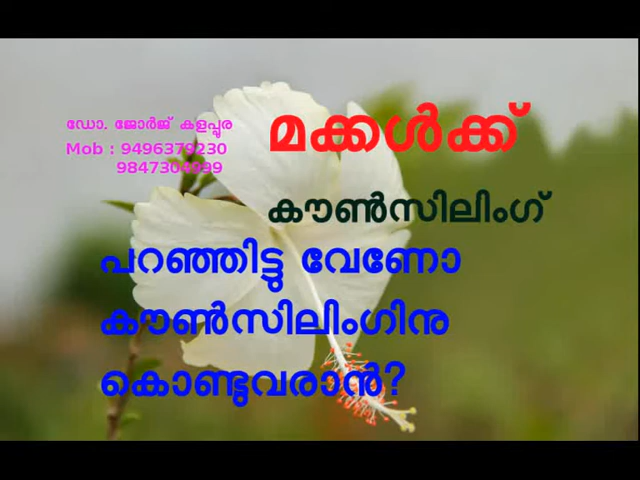 ഡോ. ജോർജ് കളപ്പുര
Mob : 9496379230
9847304999
മക്കൾക്ക്
കൗൺസിലിംഗ്
പറഞ്ഞിട്ടു വേണോ
കൗൺസിലിംഗിനു
കൊണ്ടുവരാൻ?